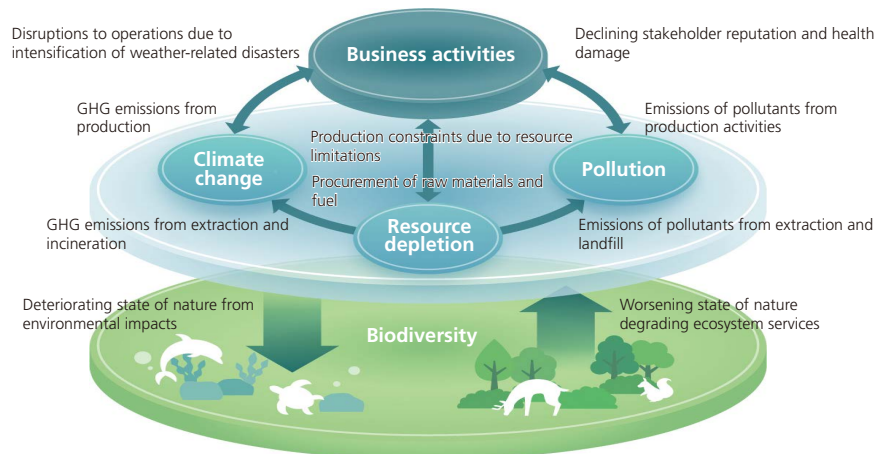 Disruptions to operations due to
intensification of weather-related disasters
Business activities
Declining stakeholder reputation and health
damage
GHG emissions from
production
Emissions of pollutants from
production activities
Production constraints due to resource
limitations
Climate
change
Pollution
Procurement of raw materials and
fuel
GHG emissions from extraction and
incineration
Resource
depletion
Emissions of pollutants from extraction and
landfill
Deteriorating state of nature from
environmental impacts
Biodiversity
Worsening state of nature
degrading ecosystem services